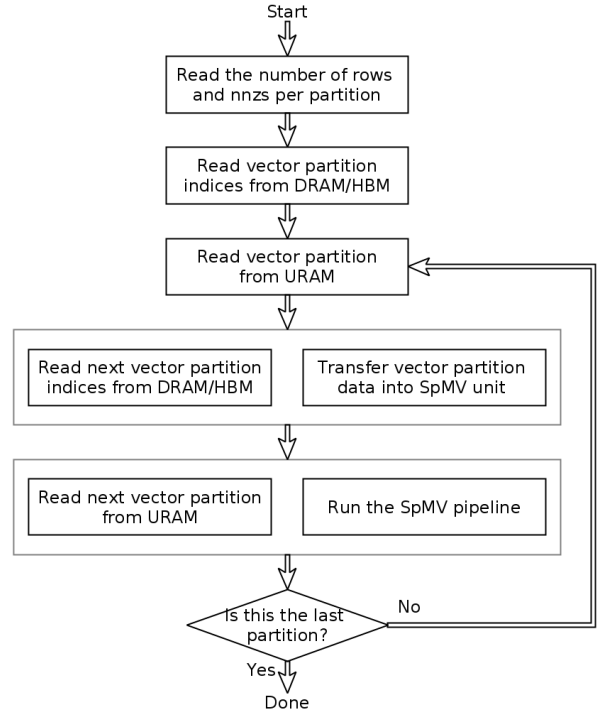 Start
Read the number of rows
and nnzs per partition
Read vector partition
indices from DRAM/HBM
Read vector partition
from URAM
Read next vector partition
indices from DRAM/HBM
Transfer vector partition
data into SpMV unit
Read next vector partition
from URAM
Run the SpMV pipeline
Is this the last
partition?
No
Yes
Done